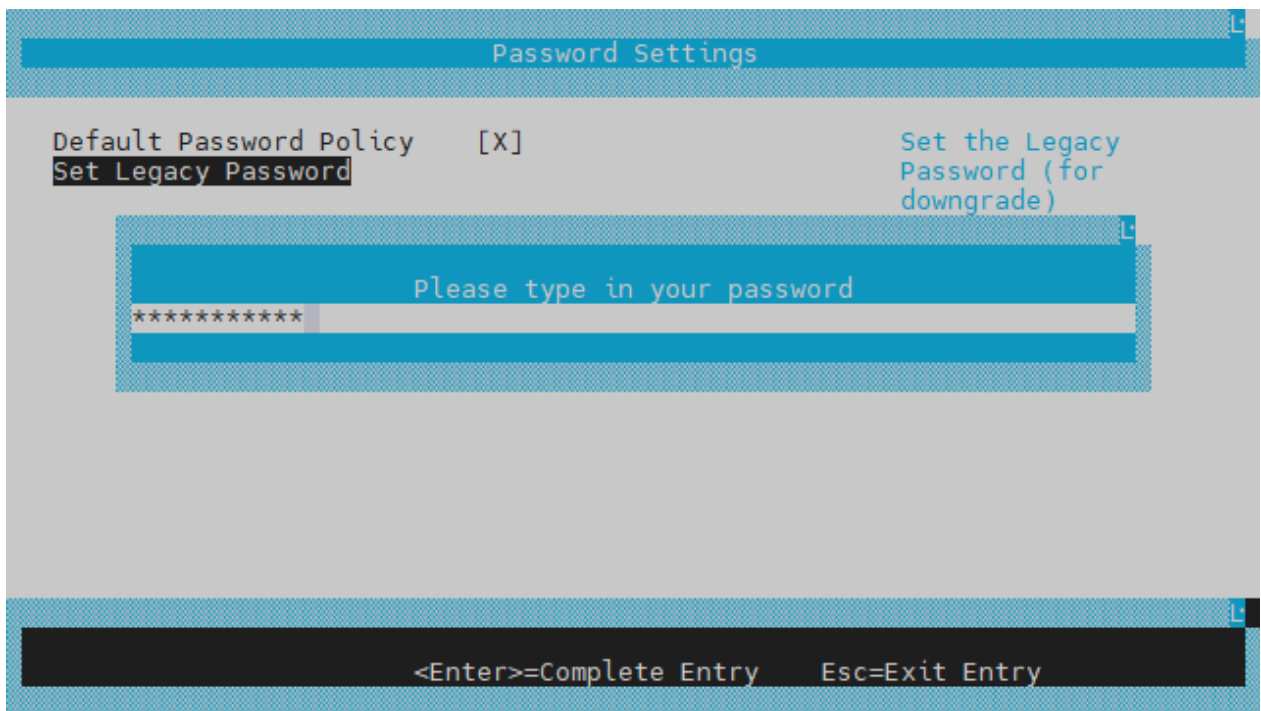 Password Settings
Default Password Policy [X]
Set Legacy Password
Set the Legacy
Password (for
downgrade)
Please type in your password
***********
<Enter>=Complete Entry Esc=Exit Entry